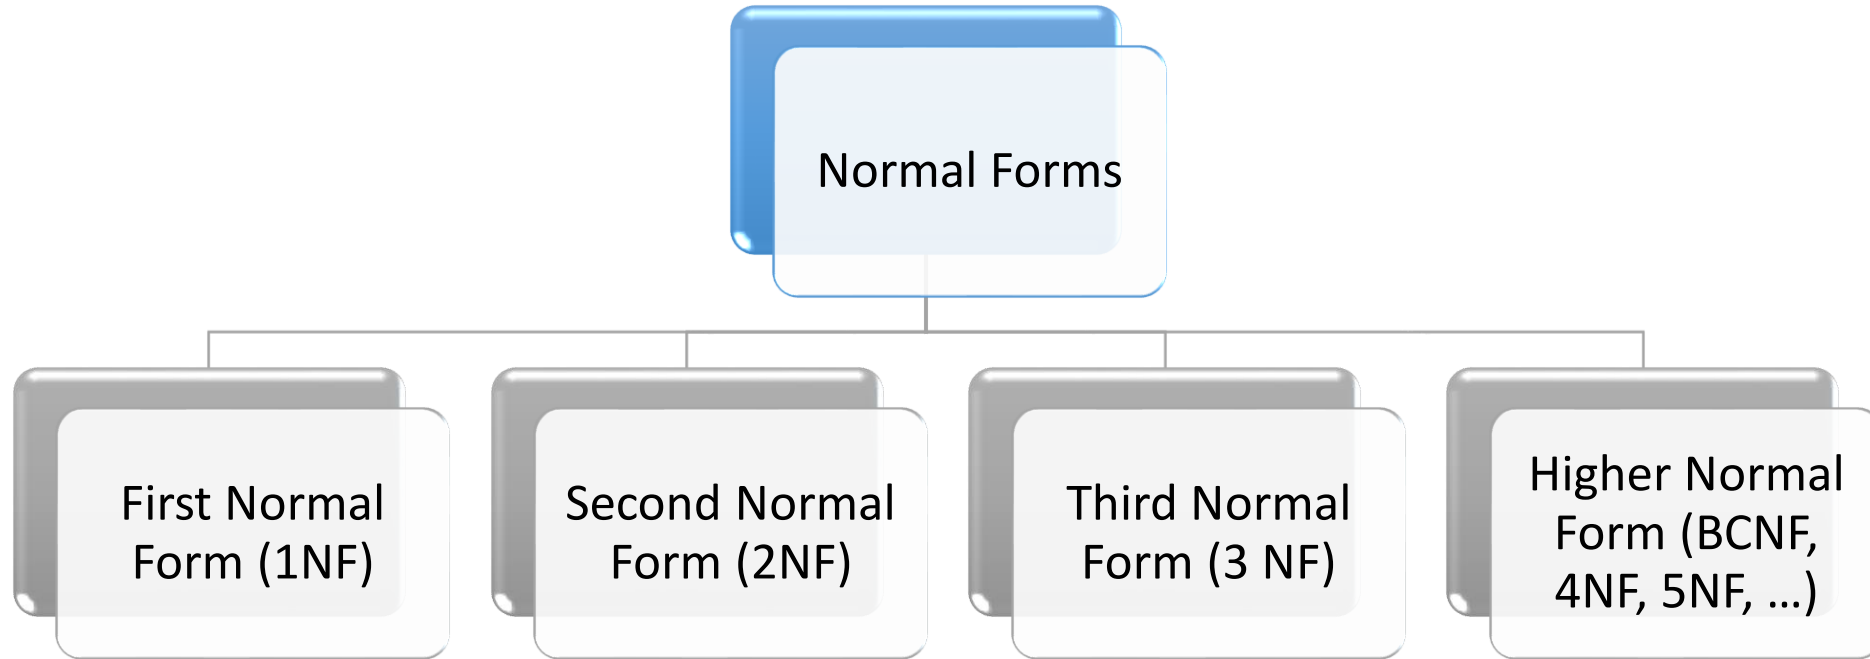 Normal Forms
First Normal
Form (1NF)
Second Normal
Form (2NF)
Third Normal
Form (3 NF)
Higher Normal
Form (BCNF,
4NF, 5NF, ...)